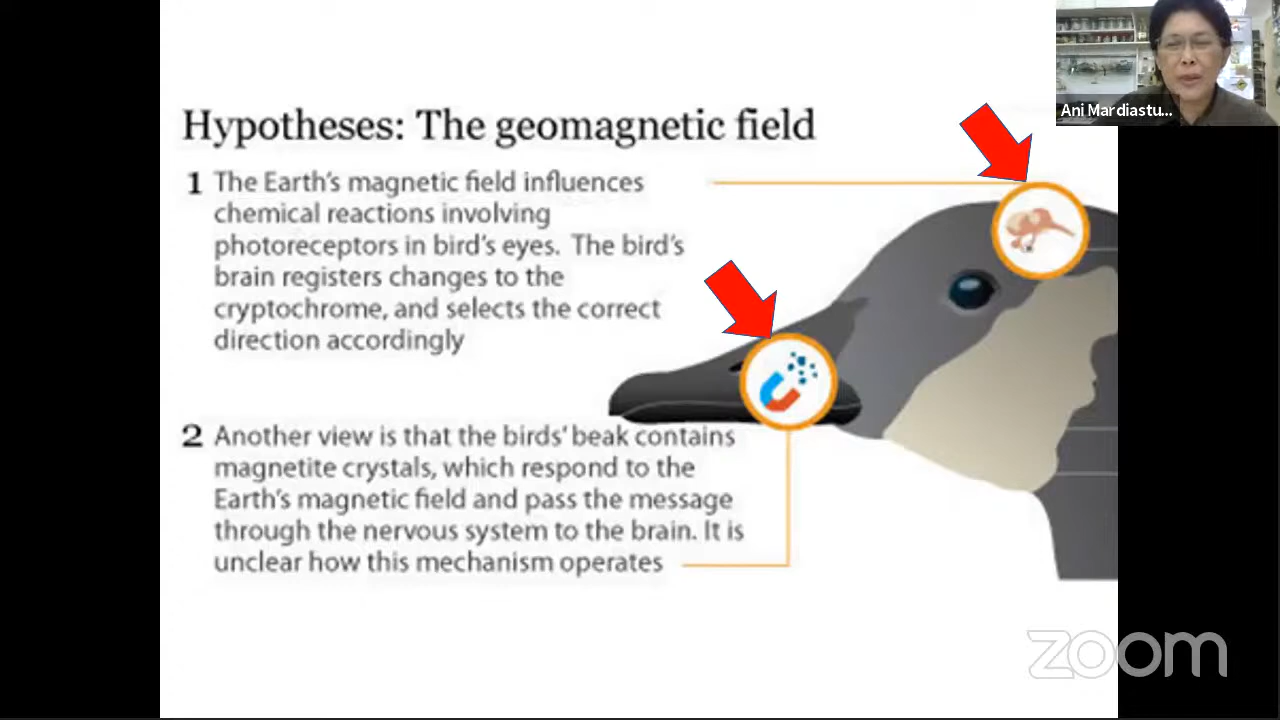 Hypotheses: The geomagnetic field
1 The Earth's magnetic field influences
chemical reactions involving
photoreceptors in bird's eyes. The bird's
brain registers changes to the
cryptochrome, and selects the correct
direction accordingly
2 Another view is that the birds' beak contains
magnetite crystals, which respond to the
Earth's magnetic field and pass the message
through the nervous system to the brain. It is
unclear how this mechanism operates
Ani Mardiastu...
zoom